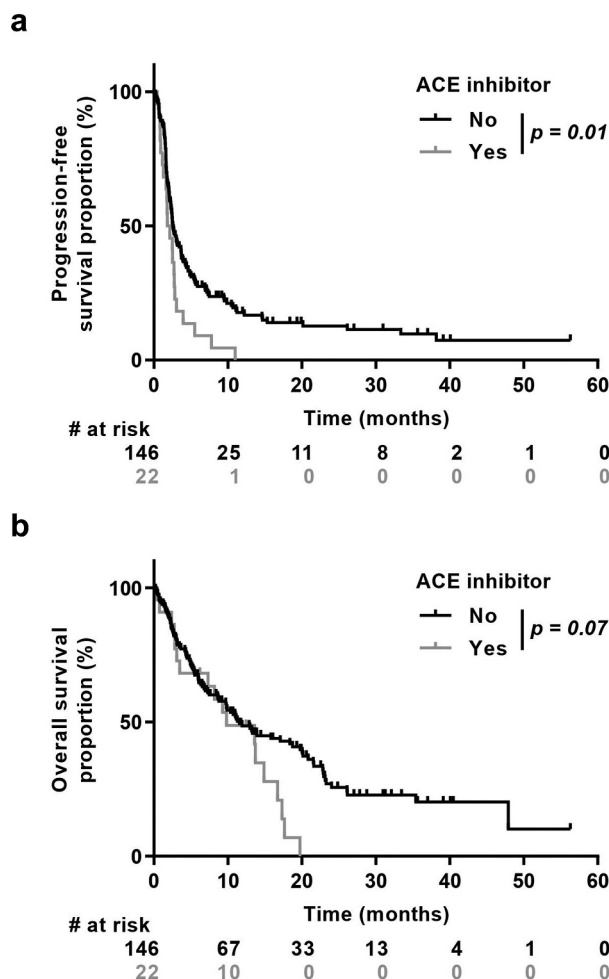 a
Progression-free
survival proportion (%)
100
50
0
ACE inhibitor
No
Yes
p = 0.01
0 10 20 30 40 50 60
Time (months)
# at risk
146 25 11 8 2 1 0
22 1 0 0 0 0 0
b
Overall survival
proportion (%)
100
50
0
ACE inhibitor
No
Yes
p = 0.07
0 10 20 30 40 50 60
Time (months)
# at risk
146 67 33 13 4 1 0
22 10 0 0 0 0 0